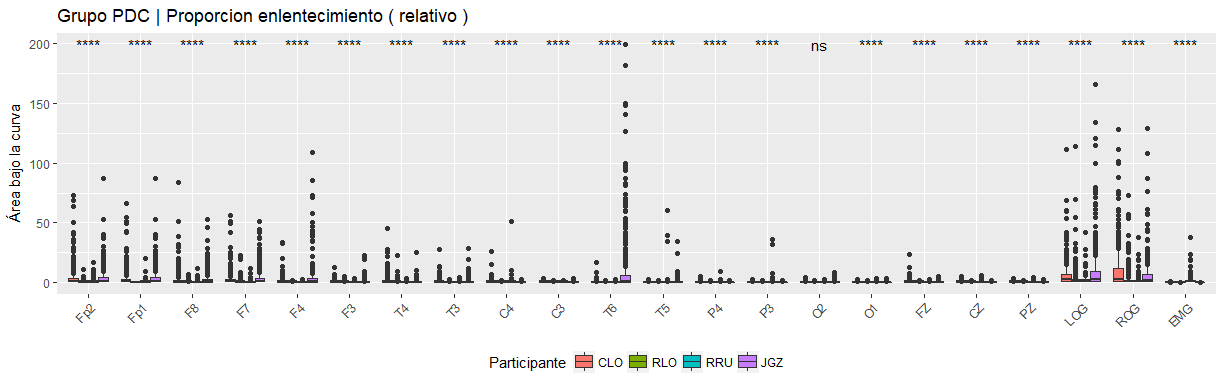 Grupo PDC | Proporcion enlentecimiento ( relativo )
200
150
100
50
0
Área bajo la curva
**** **** **** **** **** **** **** **** **** **** **** **** **** **** ns **** **** **** **** **** **** ****
Fp2 Fp1 F8 F7 F4 F3 T4 T3 C4 C3 T6 T5 P4 P3 O2 O1 FZ CZ PZ LOG ROG EMG
Participante CLO RLO RRU JGZ